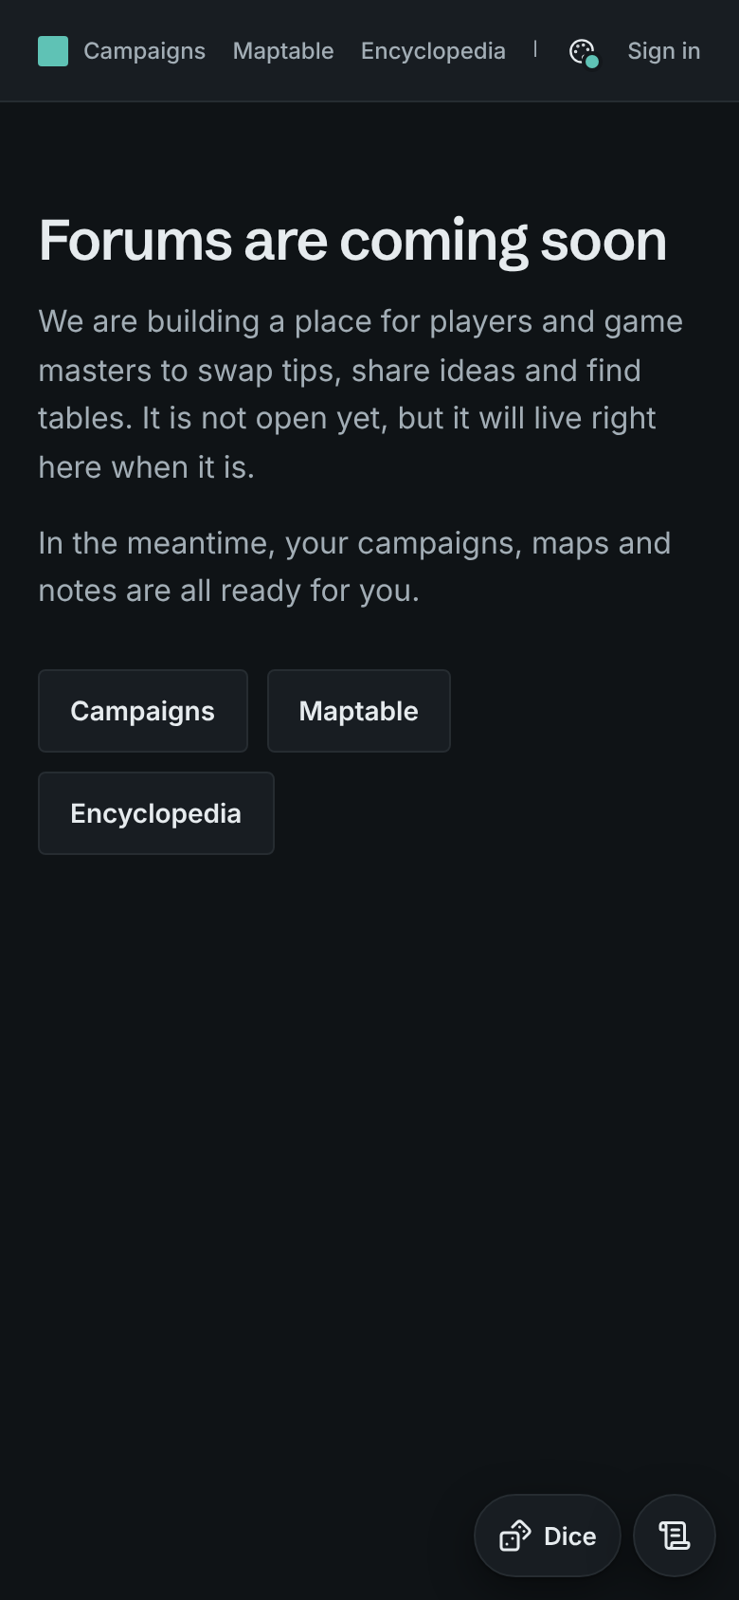 Campaigns Maptable Encyclopedia Sign in
Forums are coming soon
We are building a place for players and game
masters to swap tips, share ideas and find
tables. It is not open yet, but it will live right
here when it is.
In the meantime, your campaigns, maps and
notes are all ready for you.
Campaigns Maptable
Encyclopedia
Dice